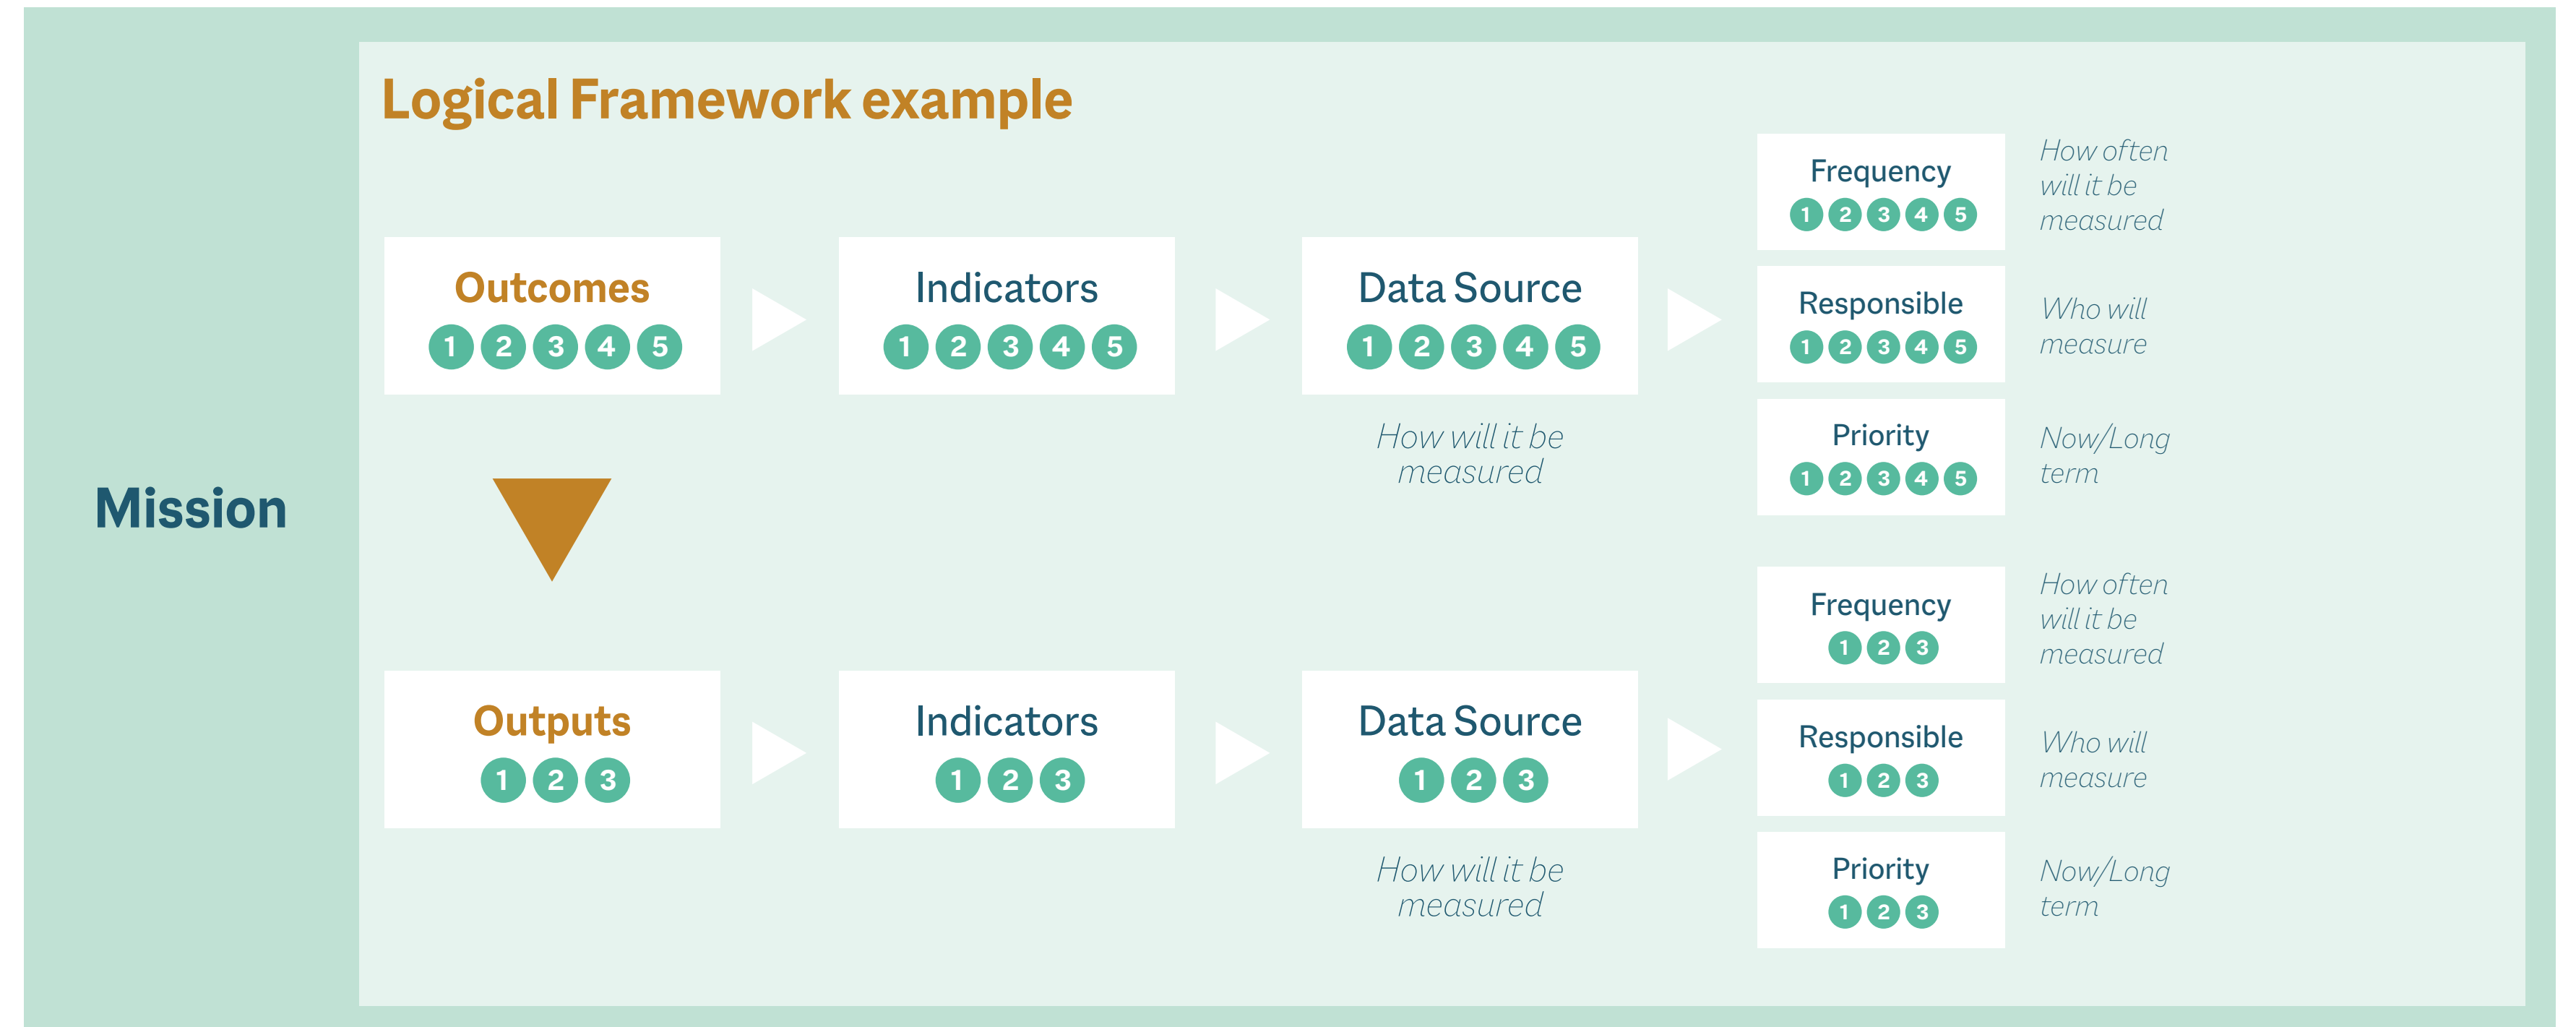 Logical Framework example
Mission
Outcomes
1 2 3 4 5
Indicators
1 2 3 4 5
Data Source
1 2 3 4 5
How will it be
measured
Frequency
1 2 3 4 5
How often
will it be
measured
Responsible
1 2 3 4 5
Who will
measure
Priority
1 2 3 4 5
Now/Long
term
Outputs
1 2 3
Indicators
1 2 3
Data Source
1 2 3
How will it be
measured
Frequency
1 2 3
How often
will it be
measured
Responsible
1 2 3
Who will
measure
Priority
1 2 3
Now/Long
term